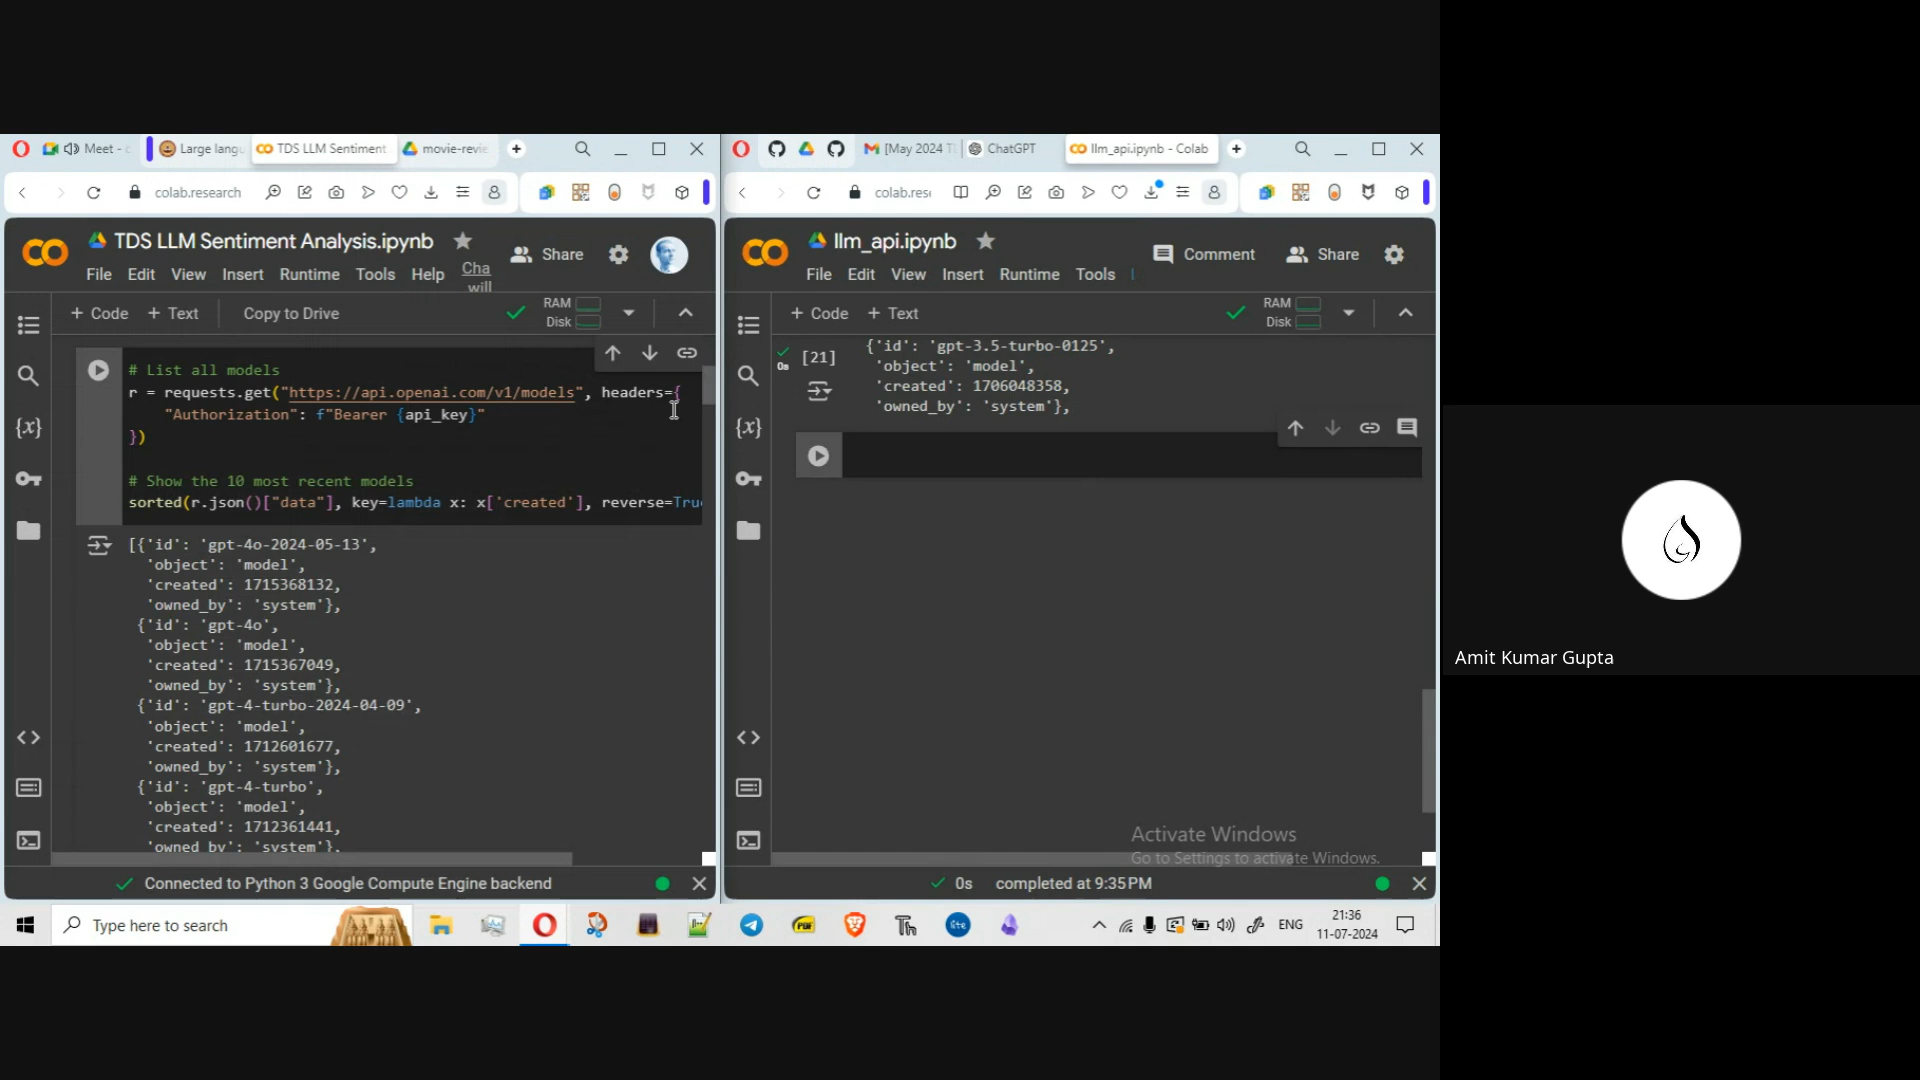 Meet - c
Large langu
TDS LLM Sentiment
movie-revie
colab.research
TDS LLM Sentiment Analysis.ipynb
Share
File Edit View Insert Runtime Tools Help Cha
will
+ Code + Text Copy to Drive
RAM
Disk
# List all models
r = requests.get("https://api.openai.com/v1/models", headers={
"Authorization": f"Bearer {api_key}"
})
# Show the 10 most recent models
sorted(r.json()["data"], key=lambda x: x['created'], reverse=Tru
[{'id': 'gpt-4o-2024-05-13',
'object': 'model',
'created': 1715368132,
'owned_by': 'system'},
{'id': 'gpt-4o',
'object': 'model',
'created': 1715367049,
'owned_by': 'system'},
{'id': 'gpt-4-turbo-2024-04-09',
'object': 'model',
'created': 1712601677,
'owned_by': 'system'},
{'id': 'gpt-4-turbo',
'object': 'model',
'created': 1712361441,
'owned_by': 'system'},
Connected to Python 3 Google Compute Engine backend
[May 2024 T
ChatGPT
llm_api.ipynb - Colab
colab.rese
llm_api.ipynb
Comment
Share
File Edit View Insert Runtime Tools
+ Code + Text
RAM
Disk
0s
[21]
{'id': 'gpt-3.5-turbo-0125',
'object': 'model',
'created': 1706048358,
'owned_by': 'system'},
Activate Windows
Go to Settings to activate Windows.
0s completed at 9:35 PM
Type here to search
ENG
21:36
11-07-2024
Amit Kumar Gupta